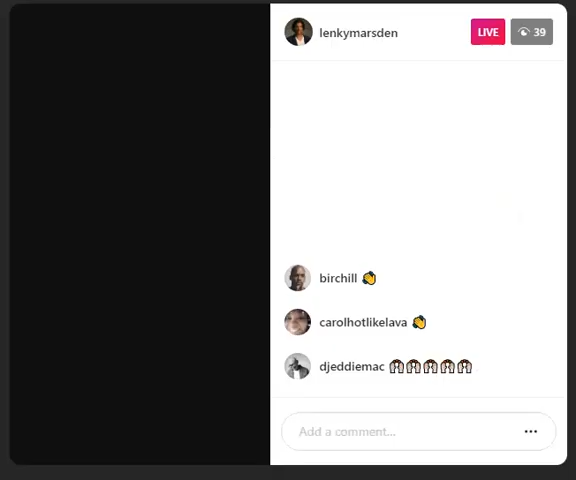 lenkymarsden LIVE 39
birchill 👏
carolhotlikelava 👏
djeddiemac 🙌🙌🙌🙌🙌
Add a comment...